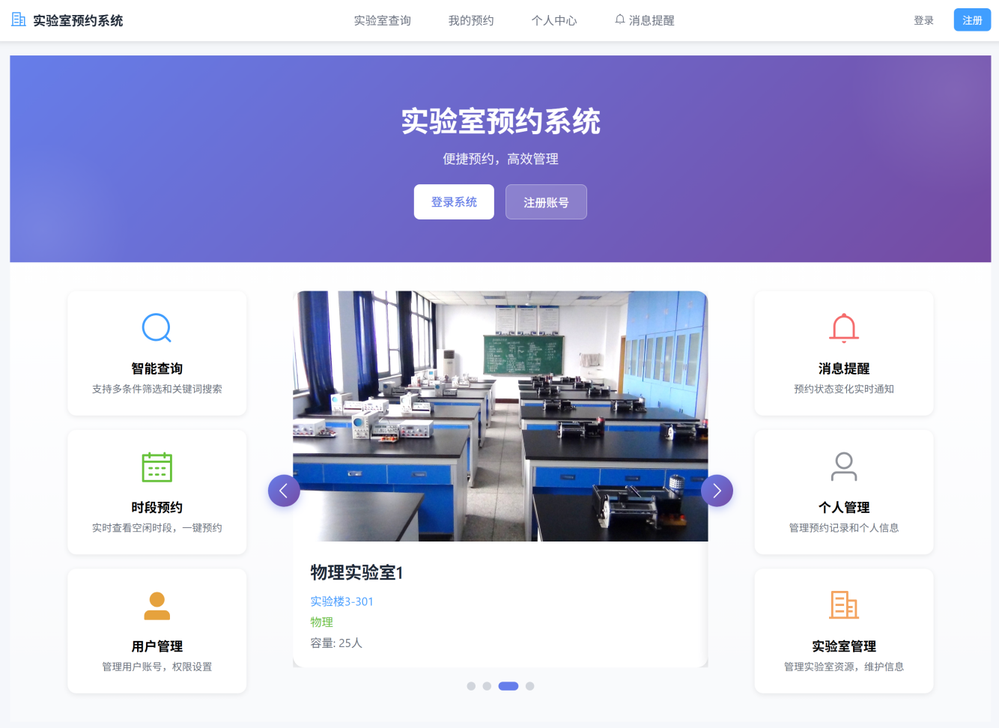 实验室预约系统
实验室查询
我的预约
个人中心
消息提醒
登录
注册
实验室预约系统
便捷预约，高效管理
登录系统
注册账号
智能查询
支持多条件筛选和关键词搜索
时段预约
实时查看空闲时段，一键预约
用户管理
管理用户账号，权限设置
物理实验室1
实验楼3-301
物理
容量: 25人
消息提醒
预约状态变化实时通知
个人管理
管理预约记录和个人信息
实验室管理
管理实验室资源，维护信息